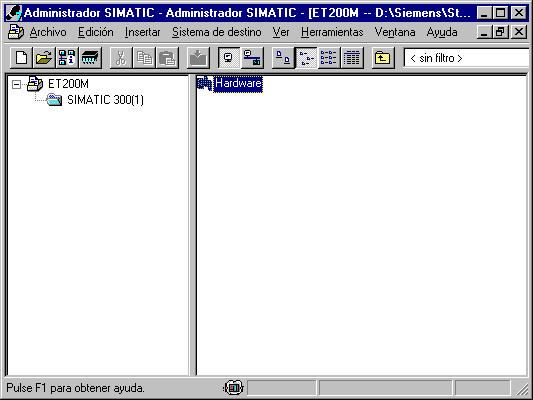 Administrador SIMATIC - Administrador SIMATIC - [ET200M -- D:\Siemens\St...
Archivo Edición Insertar Sistema de destino Ver Herramientas Ventana Ayuda
< sin filtro >
ET200M
SIMATIC 300(1)
Hardware
Pulse F1 para obtener ayuda.